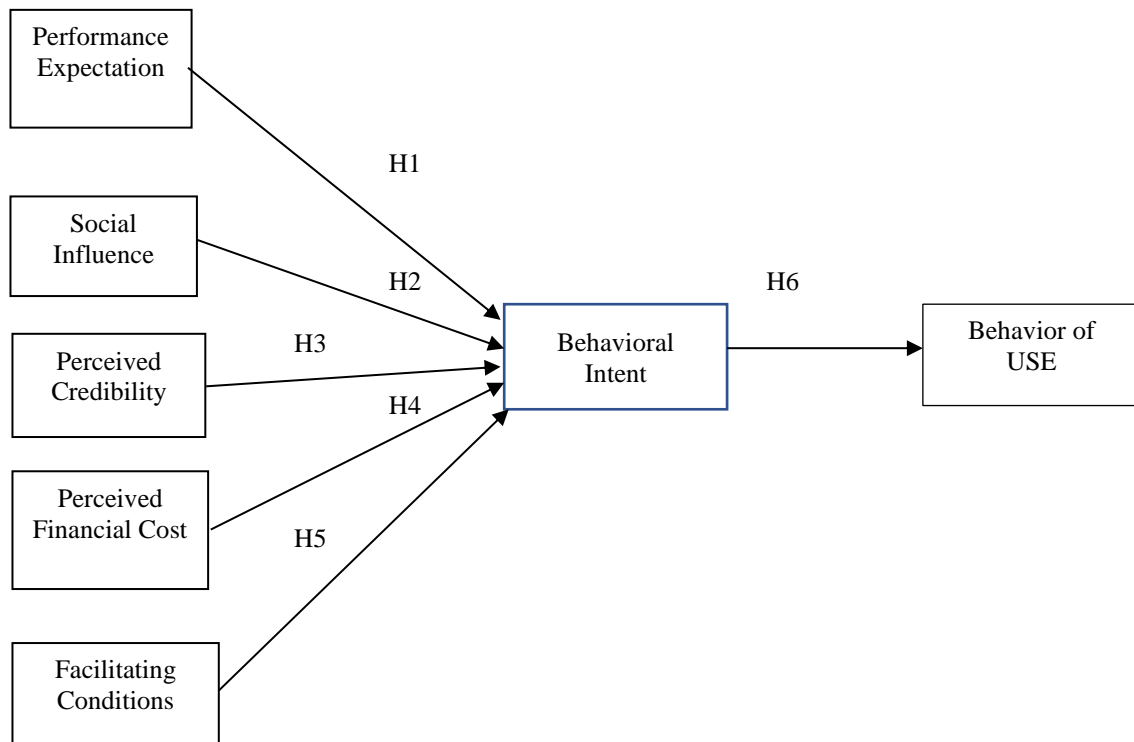 Performance
Expectation
H1
Social
Influence
H2
H6
H3
Perceived
Credibility
Behavioral
Intent
Behavior of
USE
H4
Perceived
Financial Cost
H5
Facilitating
Conditions